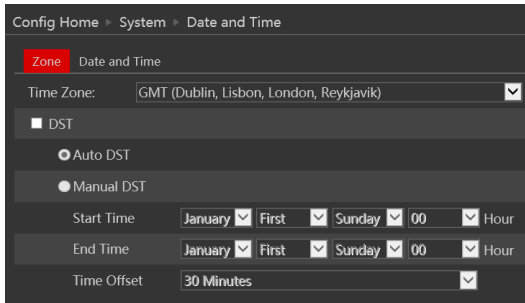 Config Home ▸ System ▸ Date and Time
Zone Date and Time
Time Zone: GMT (Dublin, Lisbon, London, Reykjavik)
DST
Auto DST
Manual DST
Start Time January First Sunday 00 Hour
End Time January First Sunday 00 Hour
Time Offset 30 Minutes